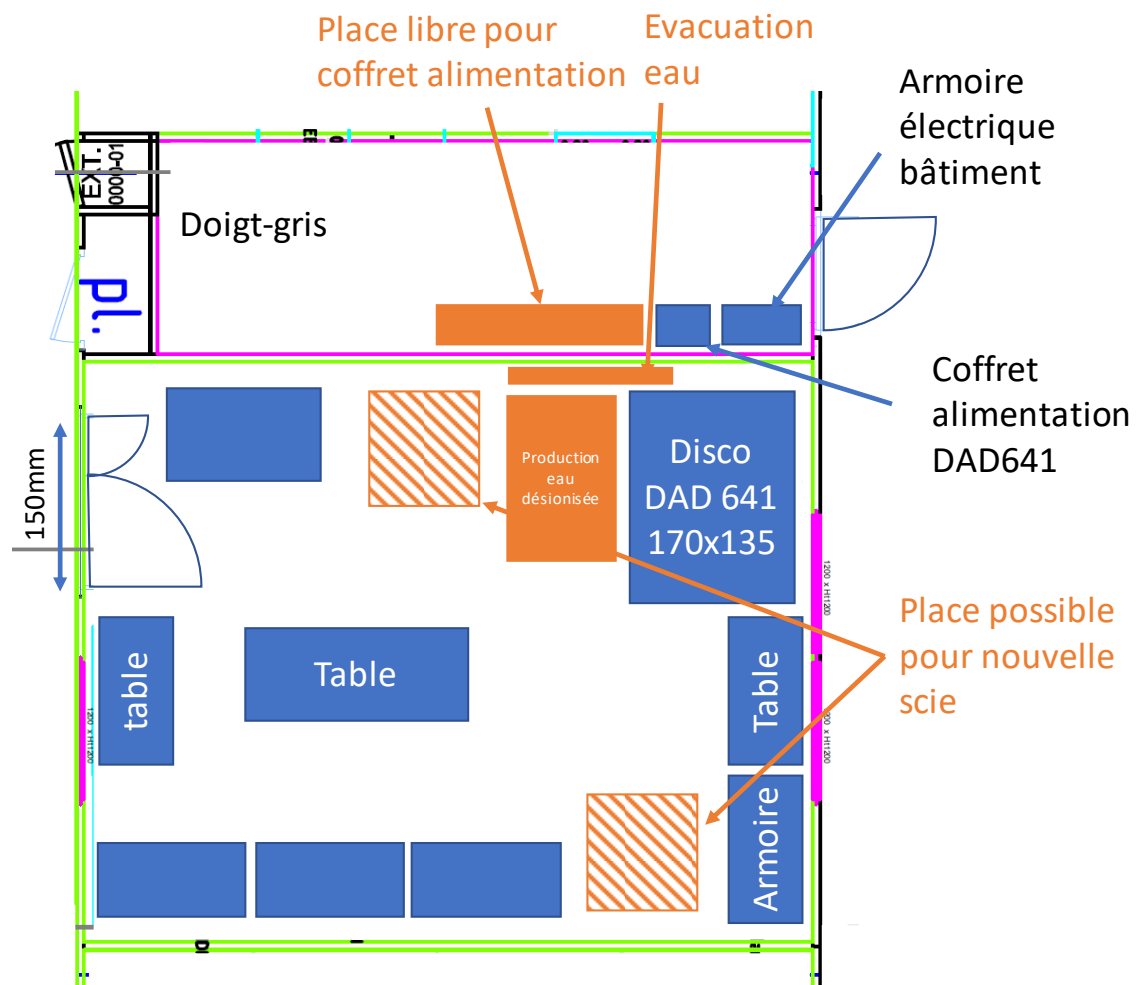 Place libre pour
coffret alimentation
Evacuation
eau
Armoire
électrique
bâtiment
EXT.
0000-01
Doigt-gris
pl.
Coffret
alimentation
DAD641
150mm
Production
eau
désionisée
Disco
DAD 641
170x135
1200 x Ht1200
Place possible
pour nouvelle
scie
table
Table
Table
1200 x Ht1200
Armoire